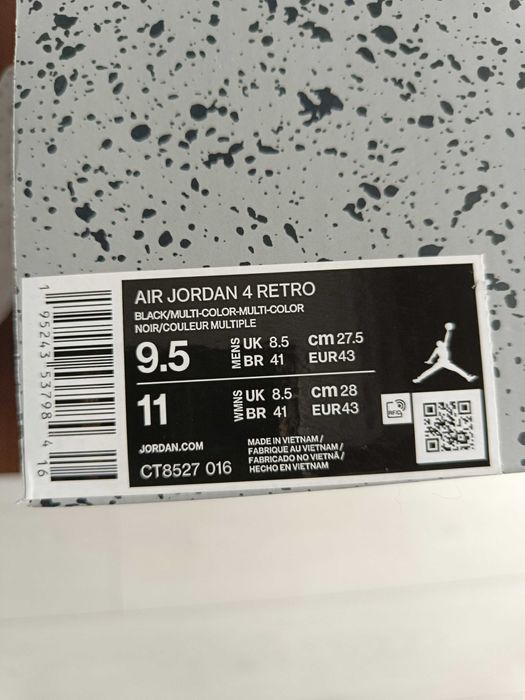 AIR JORDAN 4 RETRO
BLACK/MULTI-COLOR-MULTI-COLOR
NOIR/COULEUR MULTIPLE
9.5 MENS UK 8.5 cm 27.5
BR 41 EUR43
11 WMNS UK 8.5 cm 28
BR 41 EUR43
JORDAN.COM
CT8527 016
MADE IN VIETNAM /
FABRIQUE AU VIETNAM /
FABRICADO NO VIETNÃ /
HECHO EN VIETNAM
RFID
1 95243 53798 4 16